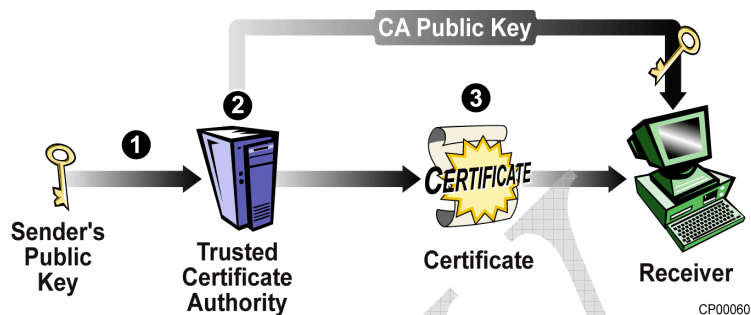 CA Public Key
1
2
3
CERTIFICATE
Sender's
Public
Key
Trusted
Certificate
Authority
Certificate
Receiver
CP00060